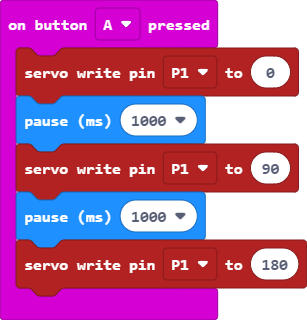 on button A pressed
servo write pin P1 to 0
pause (ms) 1000
servo write pin P1 to 90
pause (ms) 1000
servo write pin P1 to 180